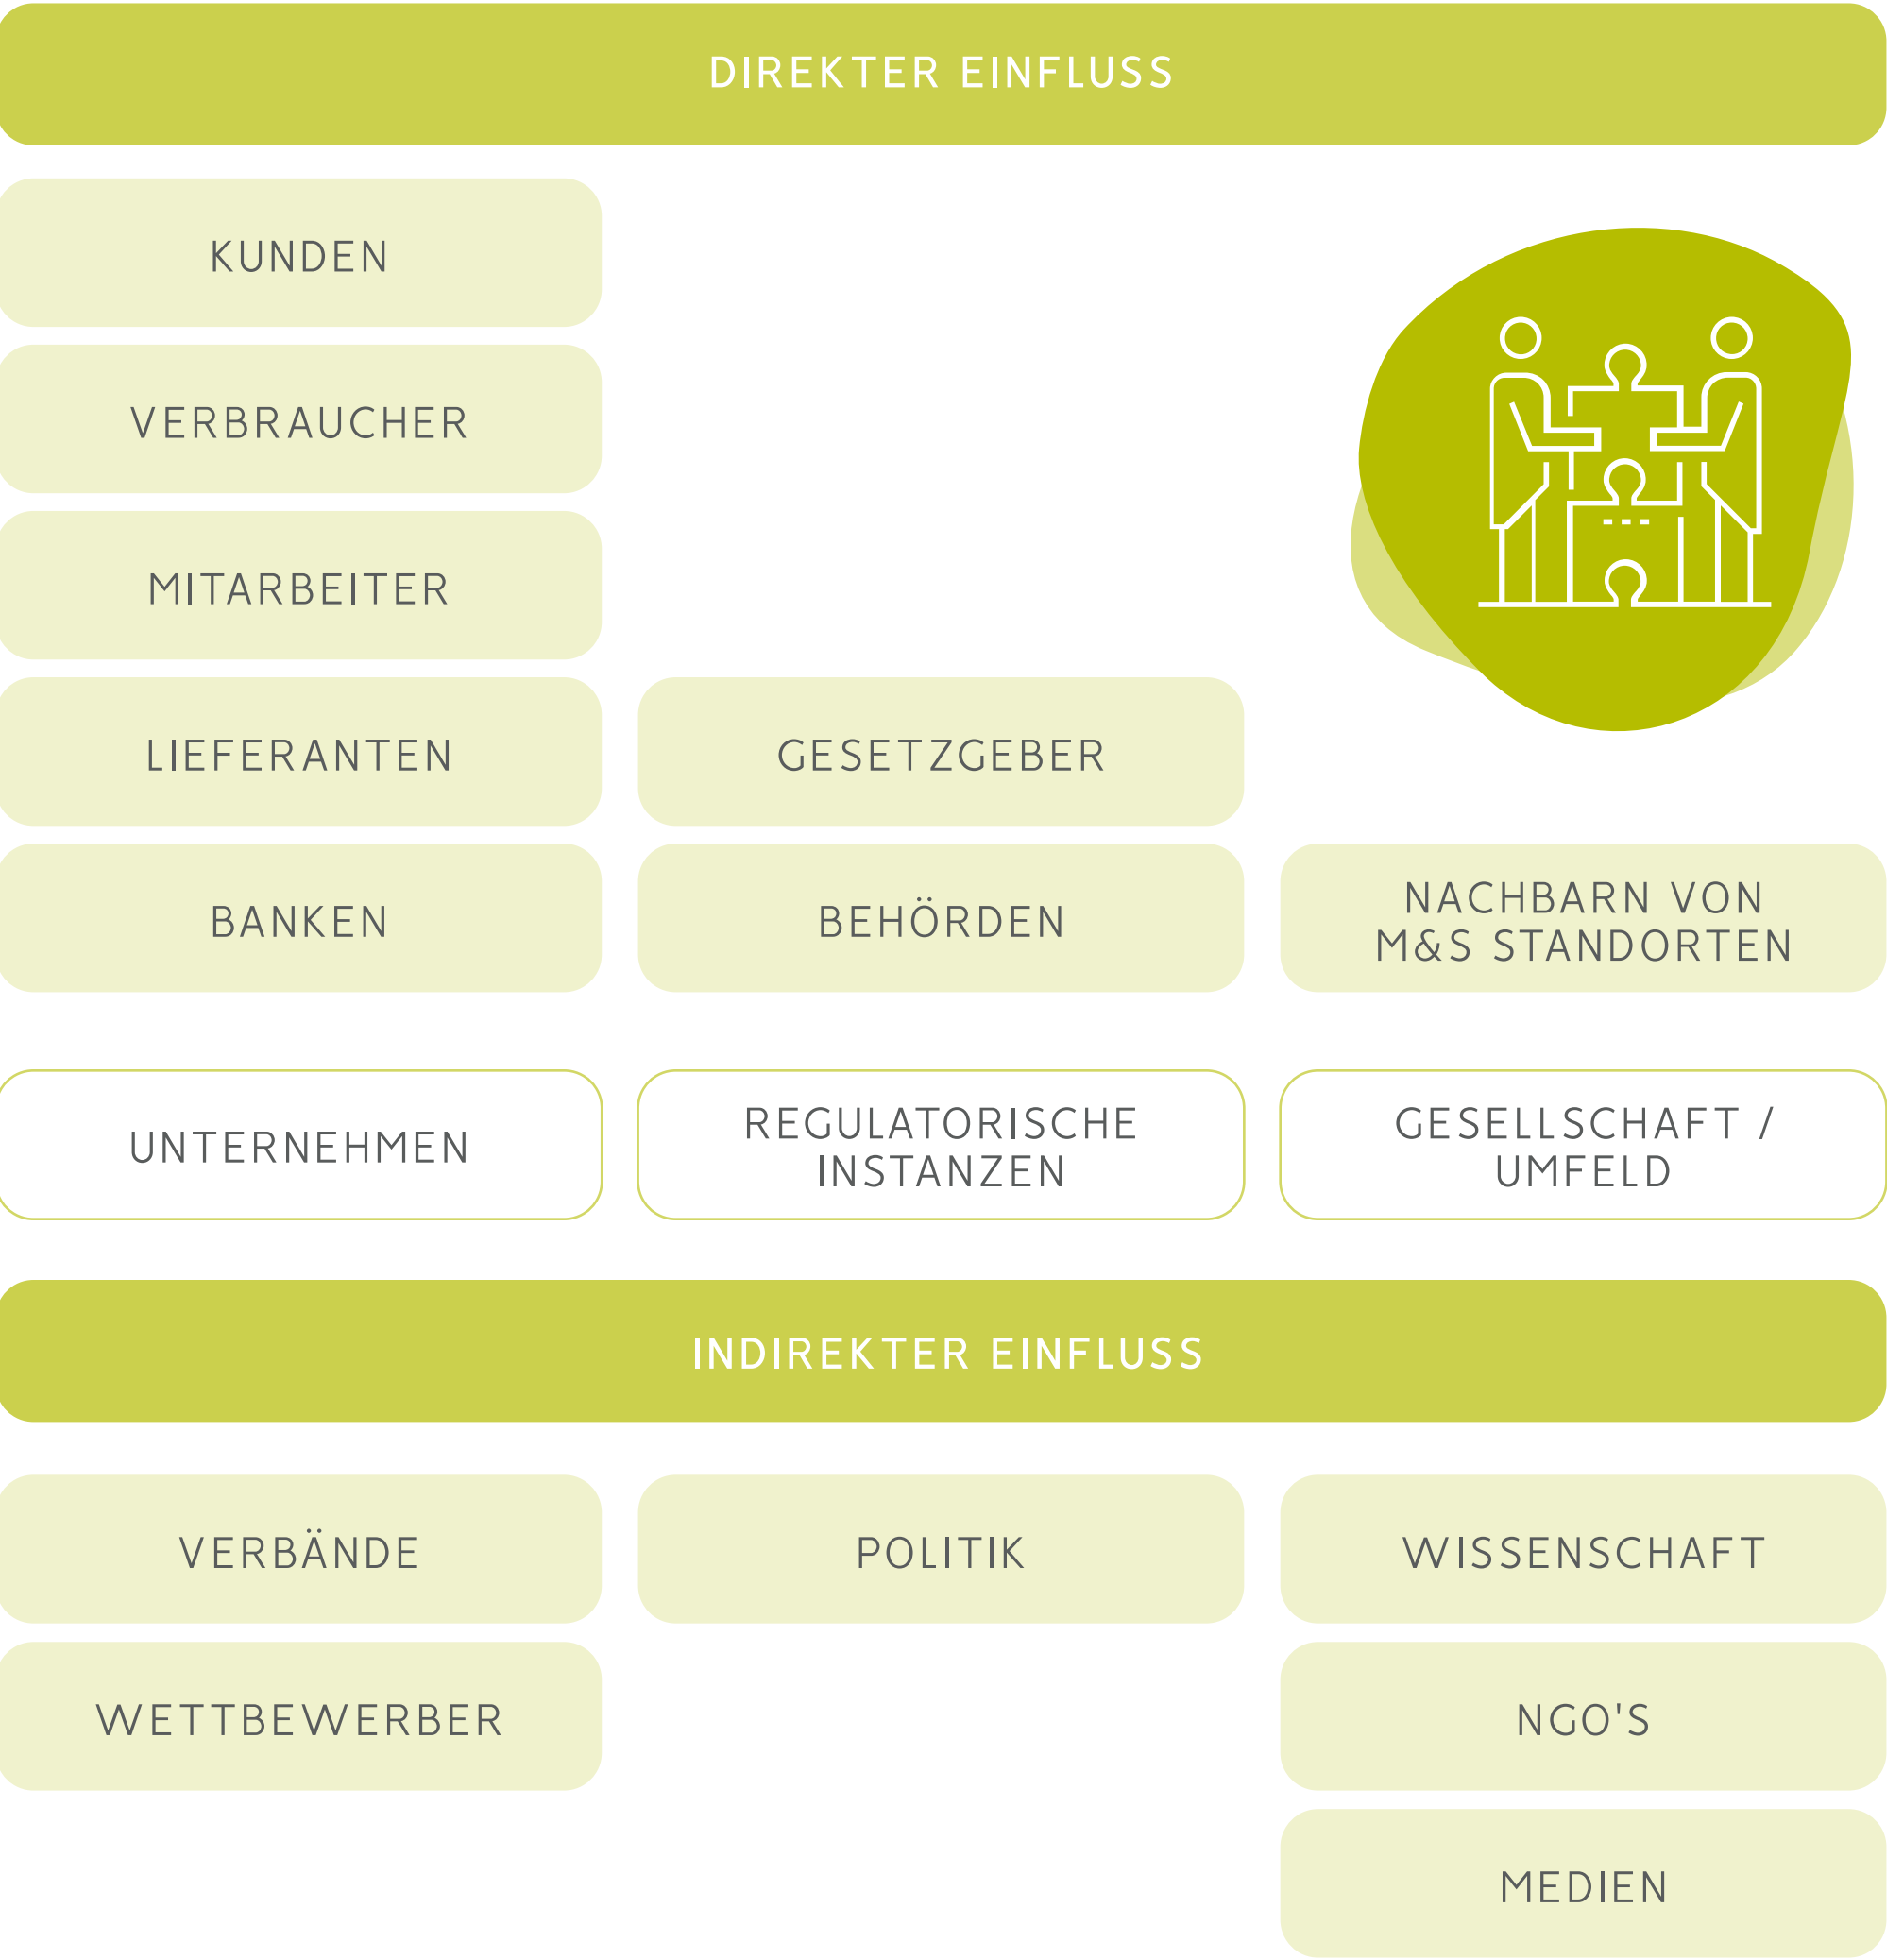 DIREKTER EINFLUSS
KUNDEN
VERBRAUCHER
MITARBEITER
LIEFERANTEN
GESETZGEBER
BANKEN
BEHÖRDEN
NACHBARN VON
M&S STANDORTEN
UNTERNEHMEN
REGULATORISCHE
INSTANZEN
GESELLSCHAFT /
UMFELD
INDIREKTER EINFLUSS
VERBÄNDE
POLITIK
WISSENSCHAFT
WETTBEWERBER
NGO'S
MEDIEN